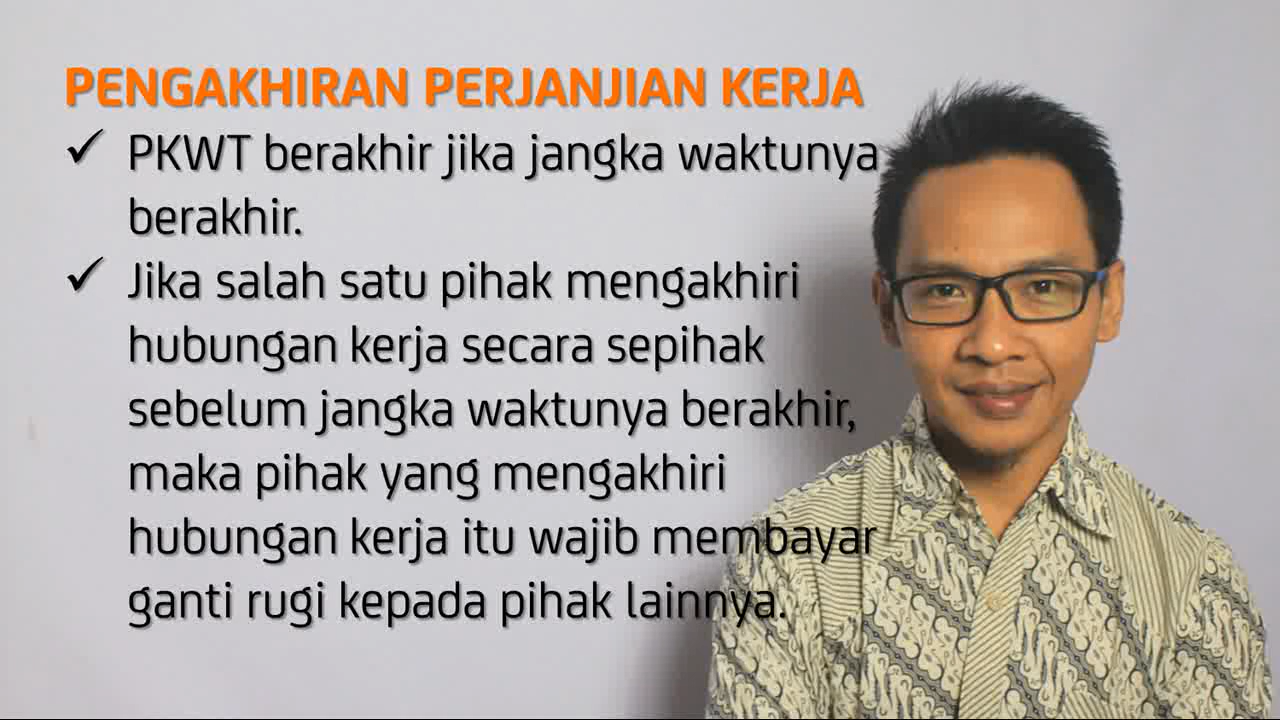 PENGAKHIRAN PERJANJIAN KERJA
✓ PKWT berakhir jika jangka waktunya
berakhir.
✓ Jika salah satu pihak mengakhiri
hubungan kerja secara sepihak
sebelum jangka waktunya berakhir,
maka pihak yang mengakhiri
hubungan kerja itu wajib membayar
ganti rugi kepada pihak lainnya.